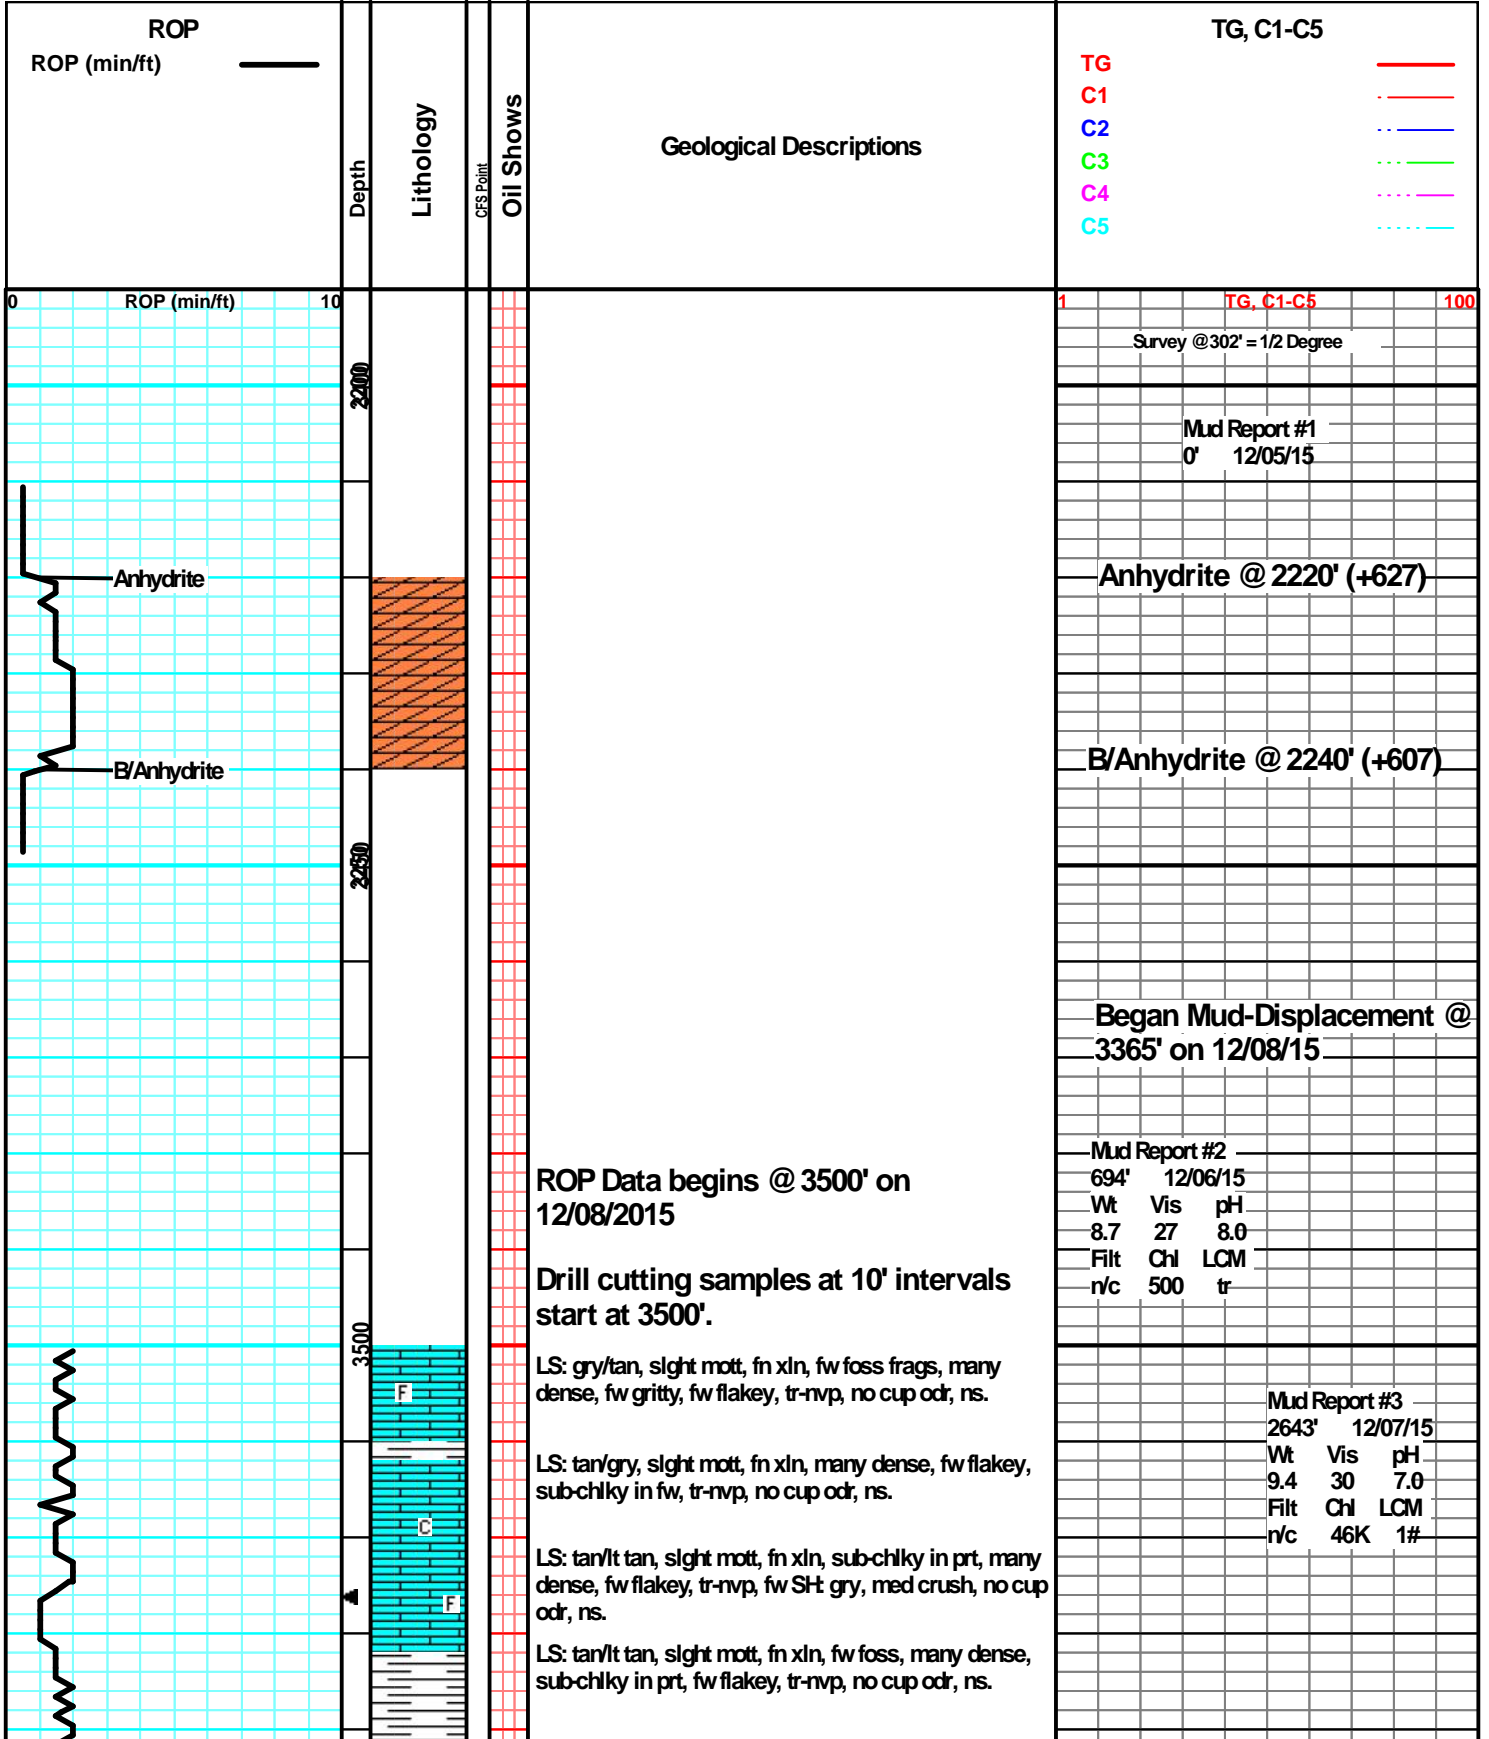 ROP
ROP (min/ft)
Depth
Lithology
CFS Point
Oil Shows
Geological Descriptions
TG, C1-C5
TG
C1
C2
C3
C4
C5
0 ROP (min/ft) 10
1 TG, C1-C5 100
Survey @302' = 1/2 Degree
Mud Report #1
0' 12/05/15
Anhydrite
Anhydrite @ 2220' (+627)
B/Anhydrite
B/Anhydrite @ 2240' (+607)
Began Mud-Displacement @
3365' on 12/08/15
Mud Report #2
694' 12/06/15
Wt Vis pH
8.7 27 8.0
Filt Chl LCM
n/c 500 tr
ROP Data begins @ 3500' on
12/08/2015
Drill cutting samples at 10' intervals
start at 3500'.
3500
LS: gry/tan, slght mott, fn xln, fw foss frags, many
dense, fw gritty, fw flakey, tr-nvp, no cup odr, ns.
F
Mud Report #3
2643' 12/07/15
Wt Vis pH
9.4 30 7.0
Filt Chl LCM
n/c 46K 1#
LS: tan/gry, slght mott, fn xln, many dense, fw flakey,
sub-chlky in fw, tr-nvp, no cup odr, ns.
C
LS: tan/lt tan, slght mott, fn xln, sub-chlky in prt, many
dense, fw flakey, tr-nvp, fw SH: gry, med crush, no cup
odr, ns.
F
LS: tan/lt tan, slght mott, fn xln, fw foss, many dense,
sub-chlky in prt, fw flakey, tr-nvp, no cup odr, ns.